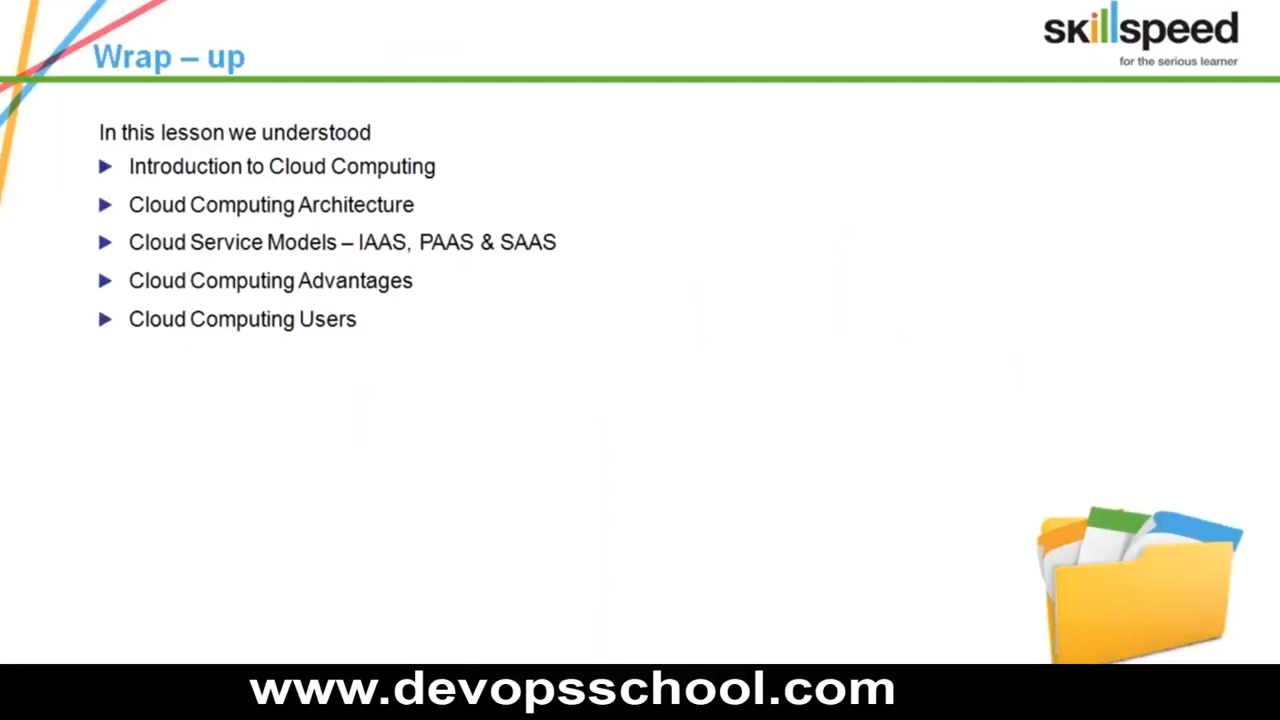 Wrap – up
skillspeed
for the serious learner
In this lesson we understood
Introduction to Cloud Computing
Cloud Computing Architecture
Cloud Service Models – IAAS, PAAS & SAAS
Cloud Computing Advantages
Cloud Computing Users
www.devopsschool.com